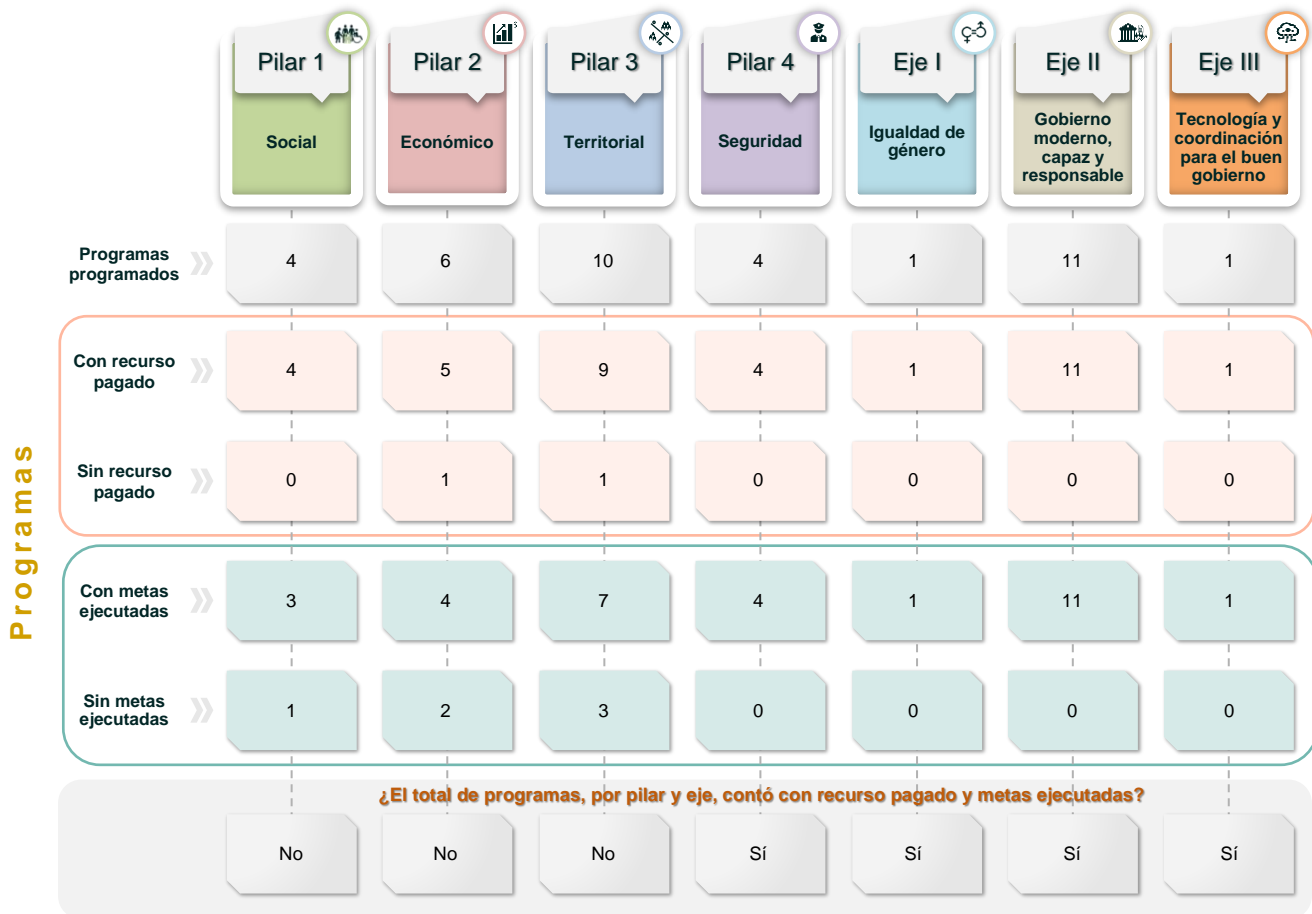 Pilar 1
Pilar 2
Pilar 3
Pilar 4
Eje I
Eje II
Eje III
Social
Económico
Territorial
Seguridad
Igualdad de
género
Gobierno
moderno,
capaz y
responsable
Tecnología y
coordinación
para el buen
gobierno
Programas
Programas
programados
4
6
10
4
1
11
1
Con recurso
pagado
4
5
9
4
1
11
1
Sin recurso
pagado
0
1
1
0
0
0
0
Con metas
ejecutadas
3
4
7
4
1
11
1
Sin metas
ejecutadas
1
2
3
0
0
0
0
¿El total de programas, por pilar y eje, contó con recurso pagado y metas ejecutadas?
No
No
No
Sí
Sí
Sí
Sí